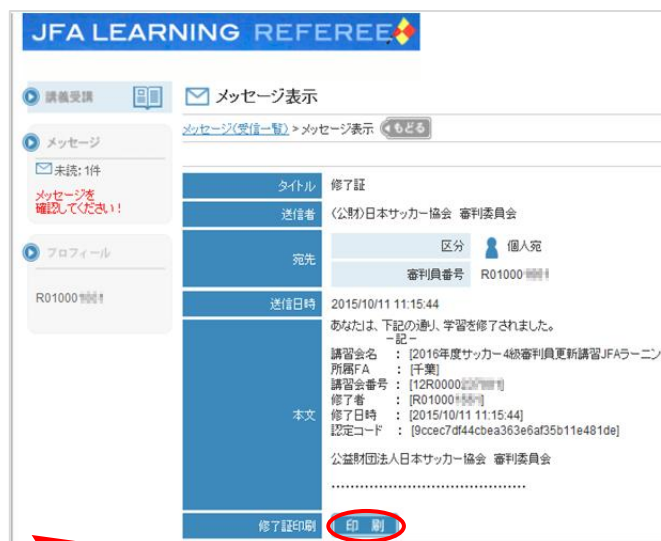 JFA LEARNING REFEREE
講義受講
メッセージ表示
メッセージ(受信一覧) > メッセージ表示 もどる
メッセージ
未読: 1件
メッセージを
確認してください!
プロフィール
R01000
タイトル 修了証
送信者 (公財)日本サッカー協会 審判委員会
宛先 区分 個人宛
審判員番号 R01000
送信日時 2015/10/11 11:15:44
本文
あなたは、下記の通り、学習を修了されました。
-記-
講習会名 : [2016年度サッカー4級審判員更新講習JFAラーニン
所属FA : [千葉]
講習会番号 : [12R0000
修了者 : [R01000
修了日時 : [2015/10/11 11:15:44]
認定コード : [9ccec7df44cbea363e6af35b11e481de]
公益財団法人日本サッカー協会 審判委員会
修了証印刷 印 刷